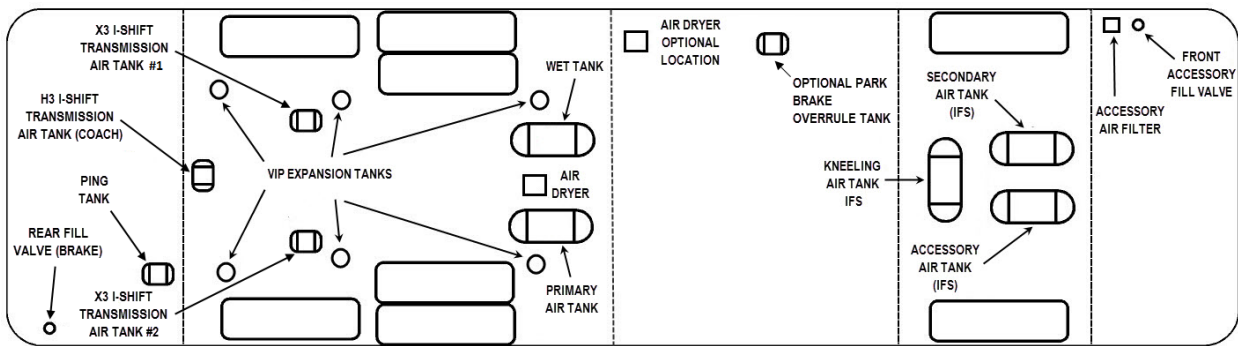 X3 I-SHIFT
TRANSMISSION
AIR TANK #1
H3 I-SHIFT
TRANSMISSION
AIR TANK (COACH)
PING
TANK
REAR FILL
VALVE (BRAKE)
X3 I-SHIFT
TRANSMISSION
AIR TANK #2
VIP EXPANSION TANKS
WET TANK
AIR
DRYER
PRIMARY
AIR TANK
AIR DRYER
OPTIONAL
LOCATION
OPTIONAL PARK
BRAKE
OVERRULE TANK
SECONDARY
AIR TANK
(IFS)
KNEELING
AIR TANK
IFS
ACCESSORY
AIR TANK
(IFS)
ACCESSORY
AIR FILTER
FRONT
ACCESSORY
FILL VALVE